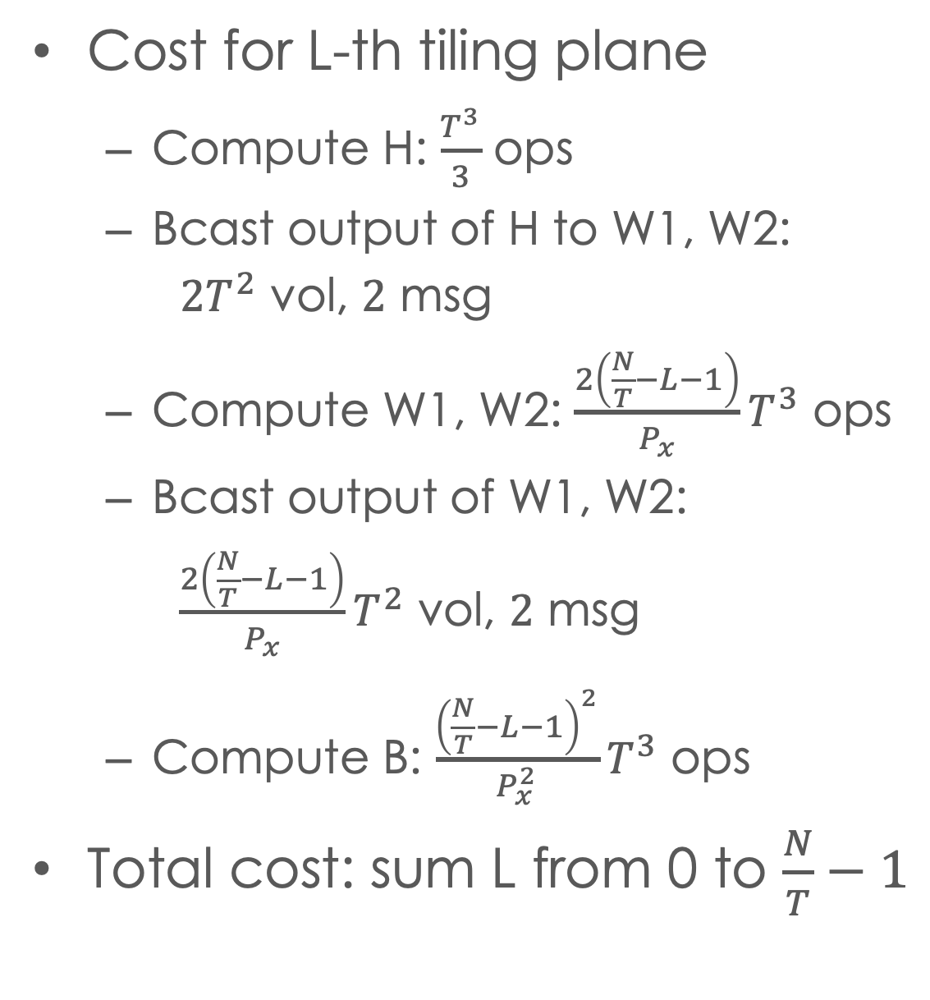 • Cost for L-th tiling plane
– Compute H: $\frac{T^3}{3}$ ops
– Bcast output of H to W1, W2:
$2T^2$ vol, 2 msg
– Compute W1, W2: $\frac{2\left(\frac{N}{T}-L-1\right)}{P_x}T^3$ ops
– Bcast output of W1, W2:
$\frac{2\left(\frac{N}{T}-L-1\right)}{P_x}T^2$ vol, 2 msg
– Compute B: $\frac{\left(\frac{N}{T}-L-1\right)^2}{P_x^2}T^3$ ops
• Total cost: sum L from 0 to $\frac{N}{T}-1$